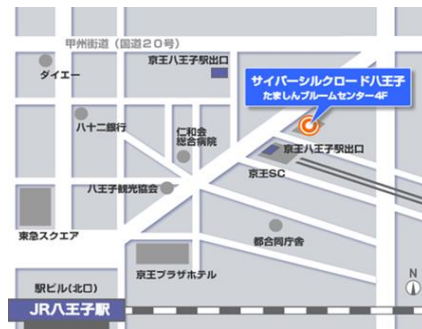 甲州街道（国道20号）
ダイエー
京王八王子駅出口
サイバーシルクロード八王子
たましんブルームセンター4F
八十二銀行
仁和会
総合病院
京王八王子駅出口
京王SC
八王子観光協会
東急スクエア
都合同庁舎
京王プラザホテル
駅ビル(北口)
JR八王子駅
N